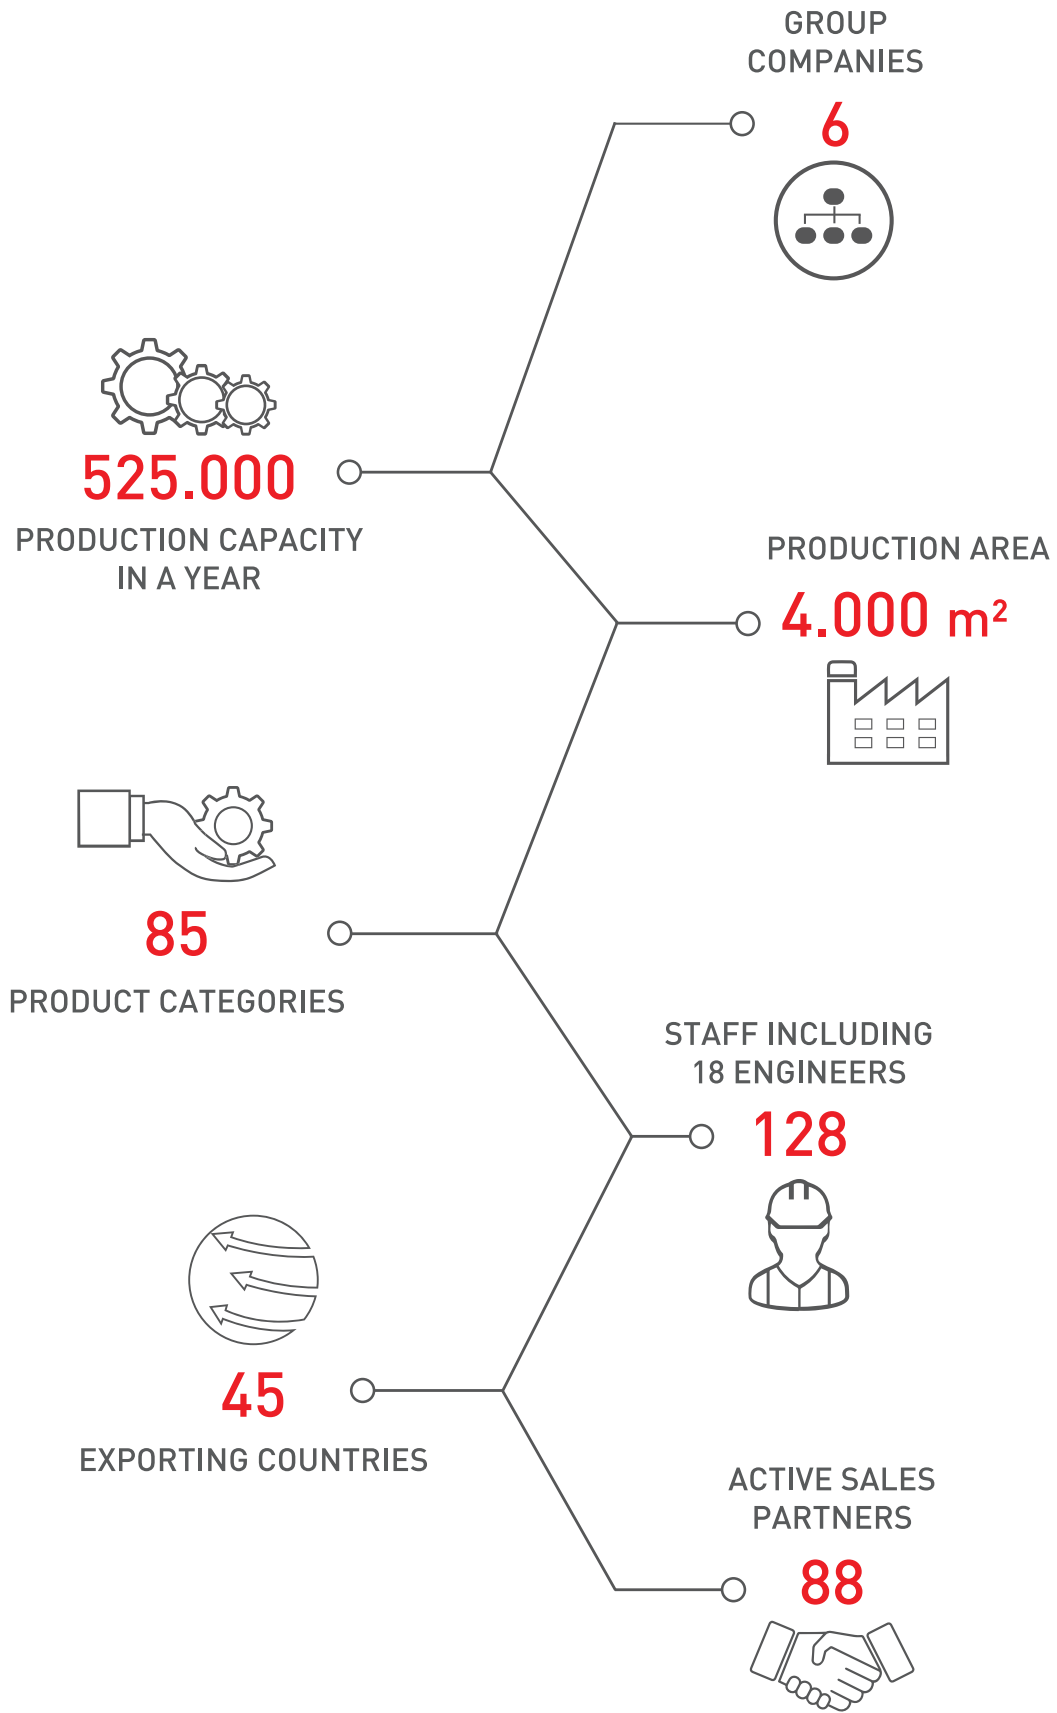 GROUP
COMPANIES
6
525.000
PRODUCTION CAPACITY
IN A YEAR
PRODUCTION AREA
4.000 m²
85
PRODUCT CATEGORIES
STAFF INCLUDING
18 ENGINEERS
128
45
EXPORTING COUNTRIES
ACTIVE SALES
PARTNERS
88